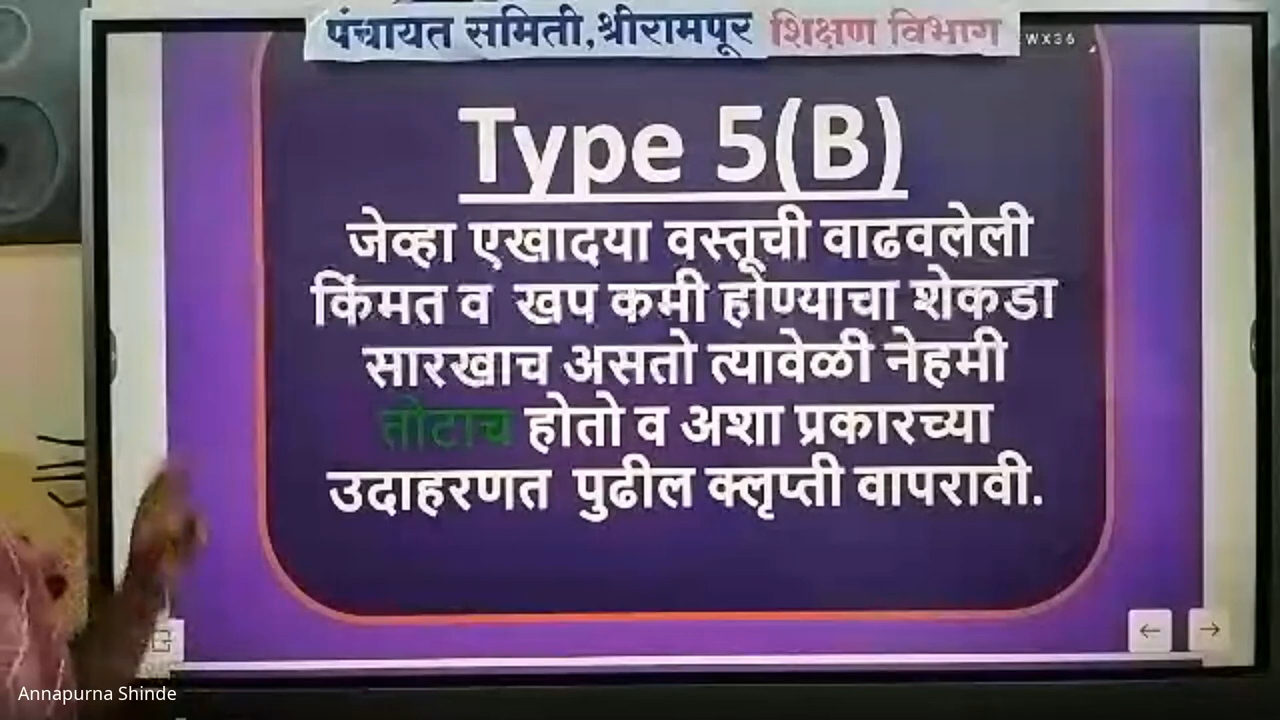 पंचायत समिती,श्रीरामपूर शिक्षण विभाग
WX36
Type 5(B)
जेव्हा एखादया वस्तूची वाढवलेली
किंमत व खप कमी होण्याचा शेकडा
सारखाच असतो त्यावेळी नेहमी
तोटाच होतो व अशा प्रकारच्या
उदाहरणत पुढील क्लृप्ती वापरावी.
Annapurna Shinde